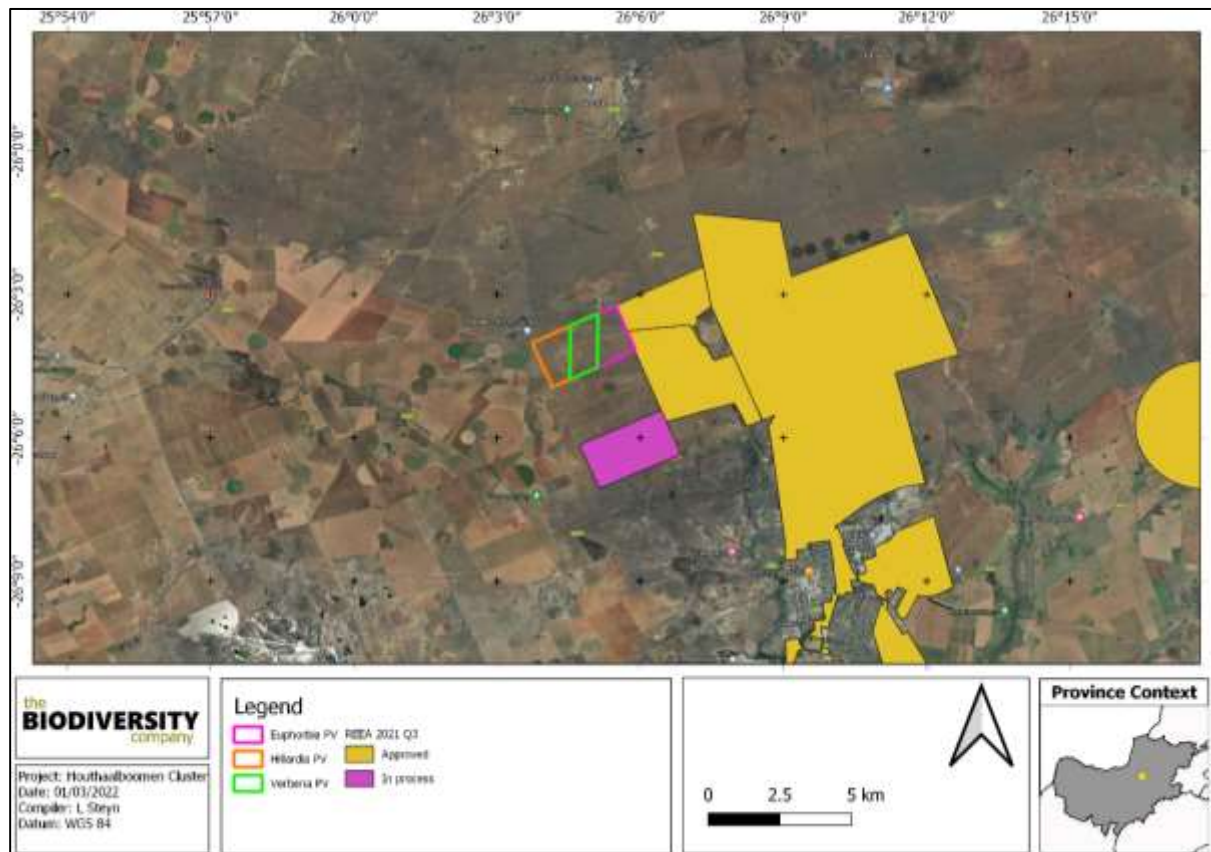 25°54'0" 25°57'0" 26°0'0" 26°3'0" 26°6'0" 26°9'0" 26°12'0" 26°15'0"
-26°0'0"
-26°3'0"
-26°6'0"
-26°9'0"
the
BIODIVERSITY
company
Project: Houthaalboomen Cluster
Date: 01/03/2022
Compiler: L Steyn
Datum: WGS 84
Legend
Euphorbia PV REEA 2021 Q3
Hillardia PV Approved
Verbena PV In process
0 2.5 5 km
Province Context